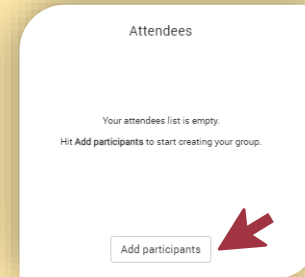 Attendees
Your attendees list is empty.
Hit Add participants to start creating your group.
Add participants